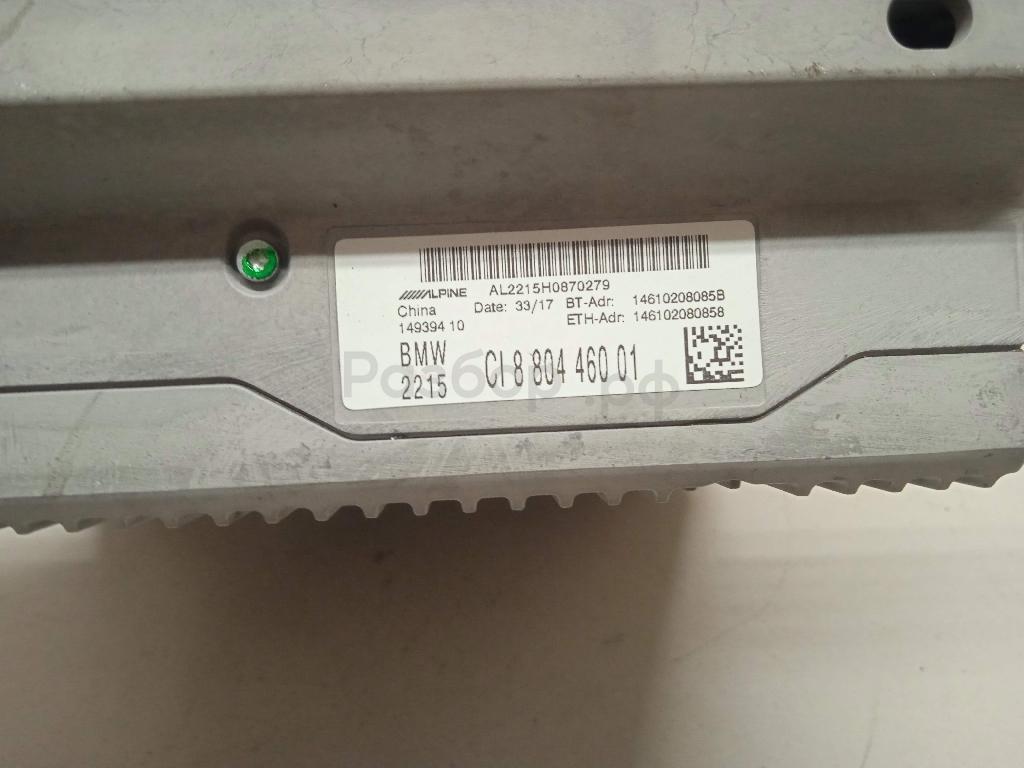 AL2215H0870279
ALPINE
China
Date: 33/17 BT-Adr: 14610208085B
149394 10
ETH-Adr: 146102080858
BMW
2215
CI 8 804 460 01
Разбор.рф